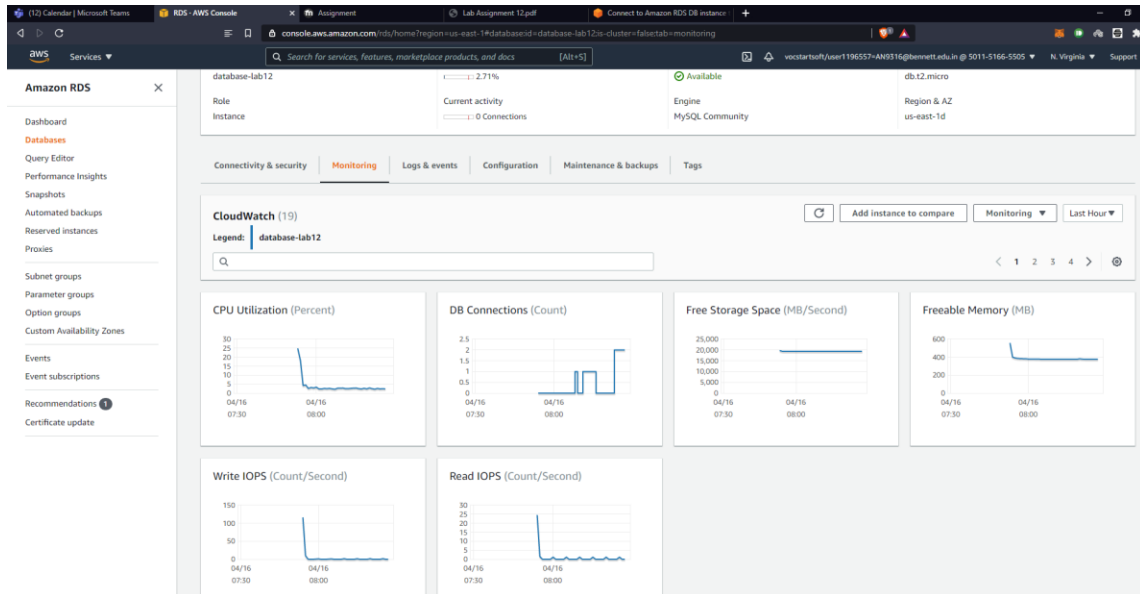 (12) Calendar | Microsoft Teams
RDS · AWS Console
Assignment
Lab Assignment 12.pdf
Connect to Amazon RDS DB instance
console.aws.amazon.com/rds/home?region=us-east-1#database:id=database-lab12;is-cluster=false;tab=monitoring
aws
Services
Search for services, features, marketplace products, and docs [Alt+S]
vocstartsoft/user1196557=AN9316@bennett.edu.in @ 5011-5166-5505
N. Virginia
Support
Amazon RDS
Dashboard
Databases
Query Editor
Performance Insights
Snapshots
Automated backups
Reserved instances
Proxies
Subnet groups
Parameter groups
Option groups
Custom Availability Zones
Events
Event subscriptions
Recommendations 1
Certificate update
database-lab12
2.71%
Available
db.t2.micro
Role
Current activity
Engine
Region & AZ
Instance
0 Connections
MySQL Community
us-east-1d
Connectivity & security
Monitoring
Logs & events
Configuration
Maintenance & backups
Tags
CloudWatch (19)
Add instance to compare
Monitoring
Last Hour
Legend: database-lab12
1 2 3 4
CPU Utilization (Percent)
30
25
20
15
10
5
0
04/16 04/16
07:30 08:00
DB Connections (Count)
2.5
2
1.5
1
0.5
0
04/16 04/16
07:30 08:00
Free Storage Space (MB/Second)
25,000
20,000
15,000
10,000
5,000
0
04/16 04/16
07:30 08:00
Freeable Memory (MB)
600
400
200
0
04/16 04/16
07:30 08:00
Write IOPS (Count/Second)
150
100
50
0
04/16 04/16
07:30 08:00
Read IOPS (Count/Second)
30
25
20
15
10
5
0
04/16 04/16
07:30 08:00